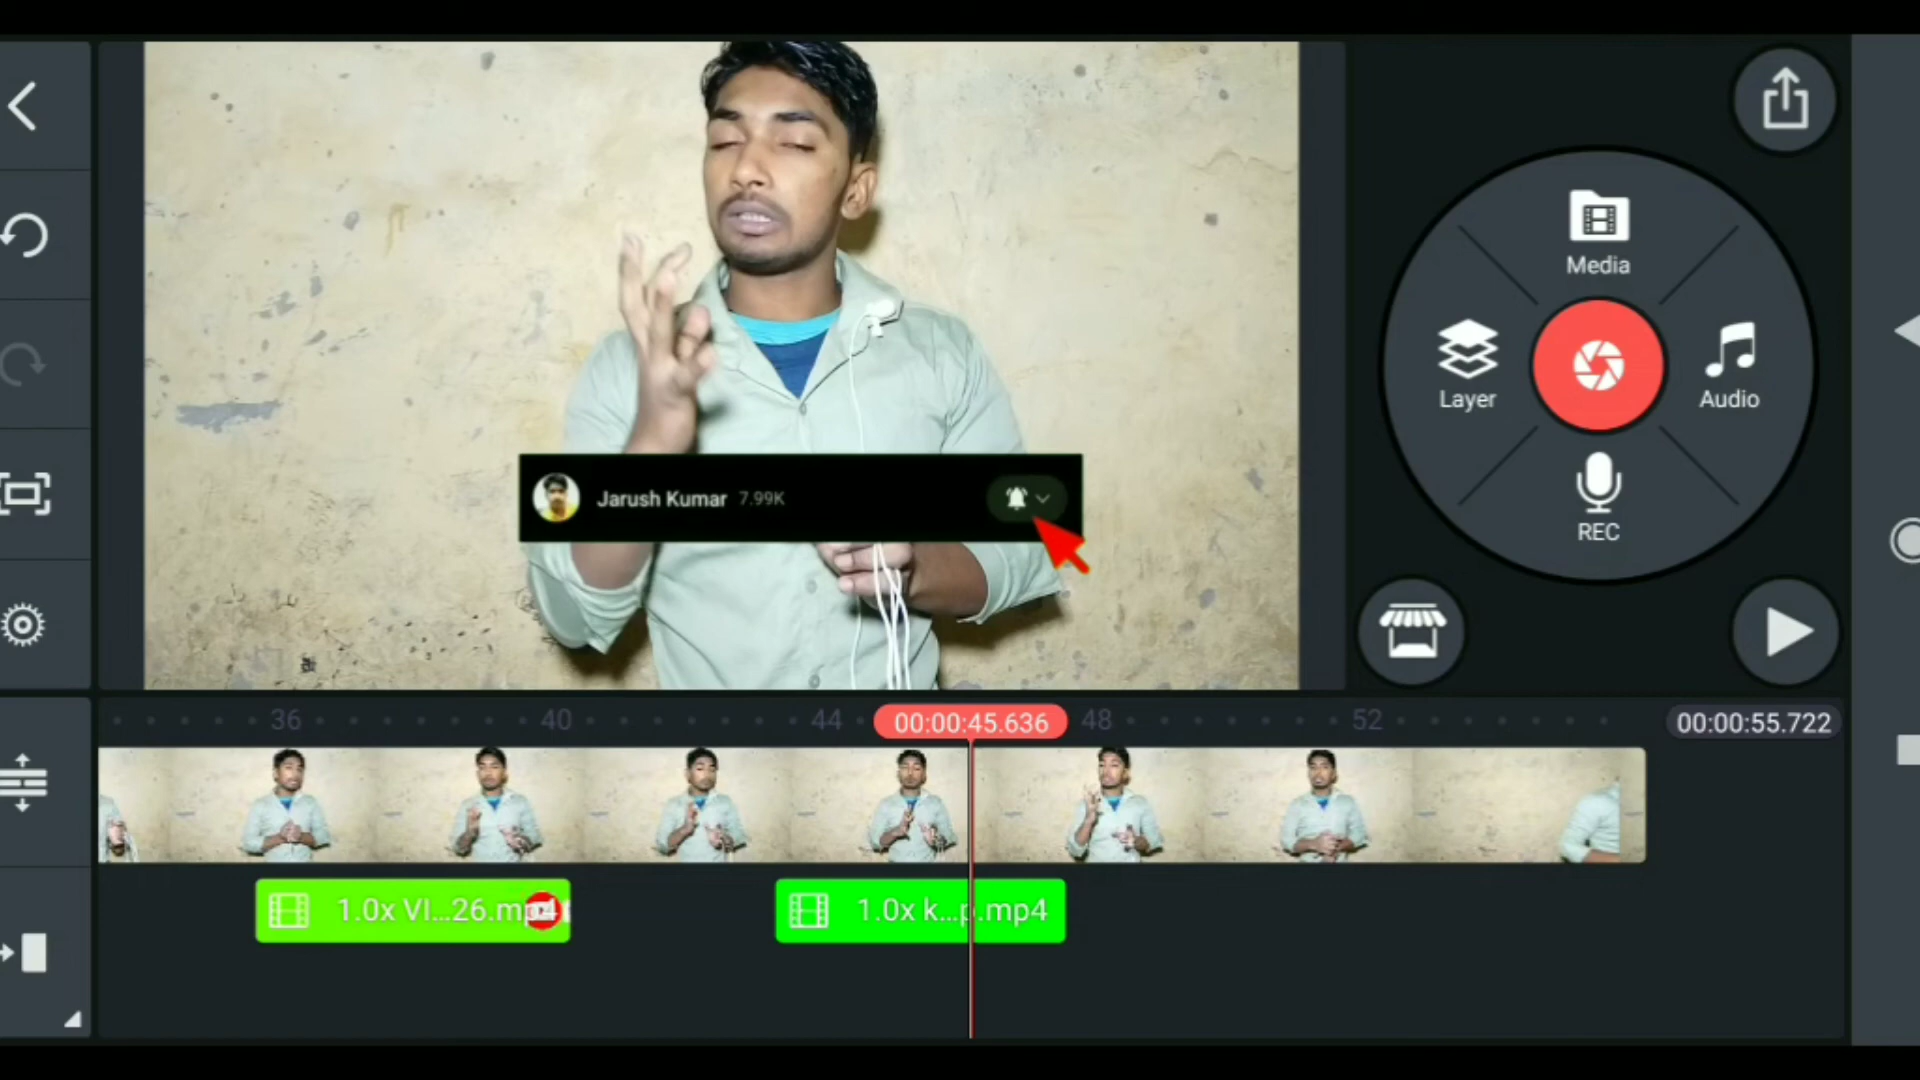 Media
Layer
Audio
REC
Jarush Kumar 7.99K
36
40
44
00:00:45.636
48
52
00:00:55.722
1.0x VI...26.mp4
1.0x k...p.mp4